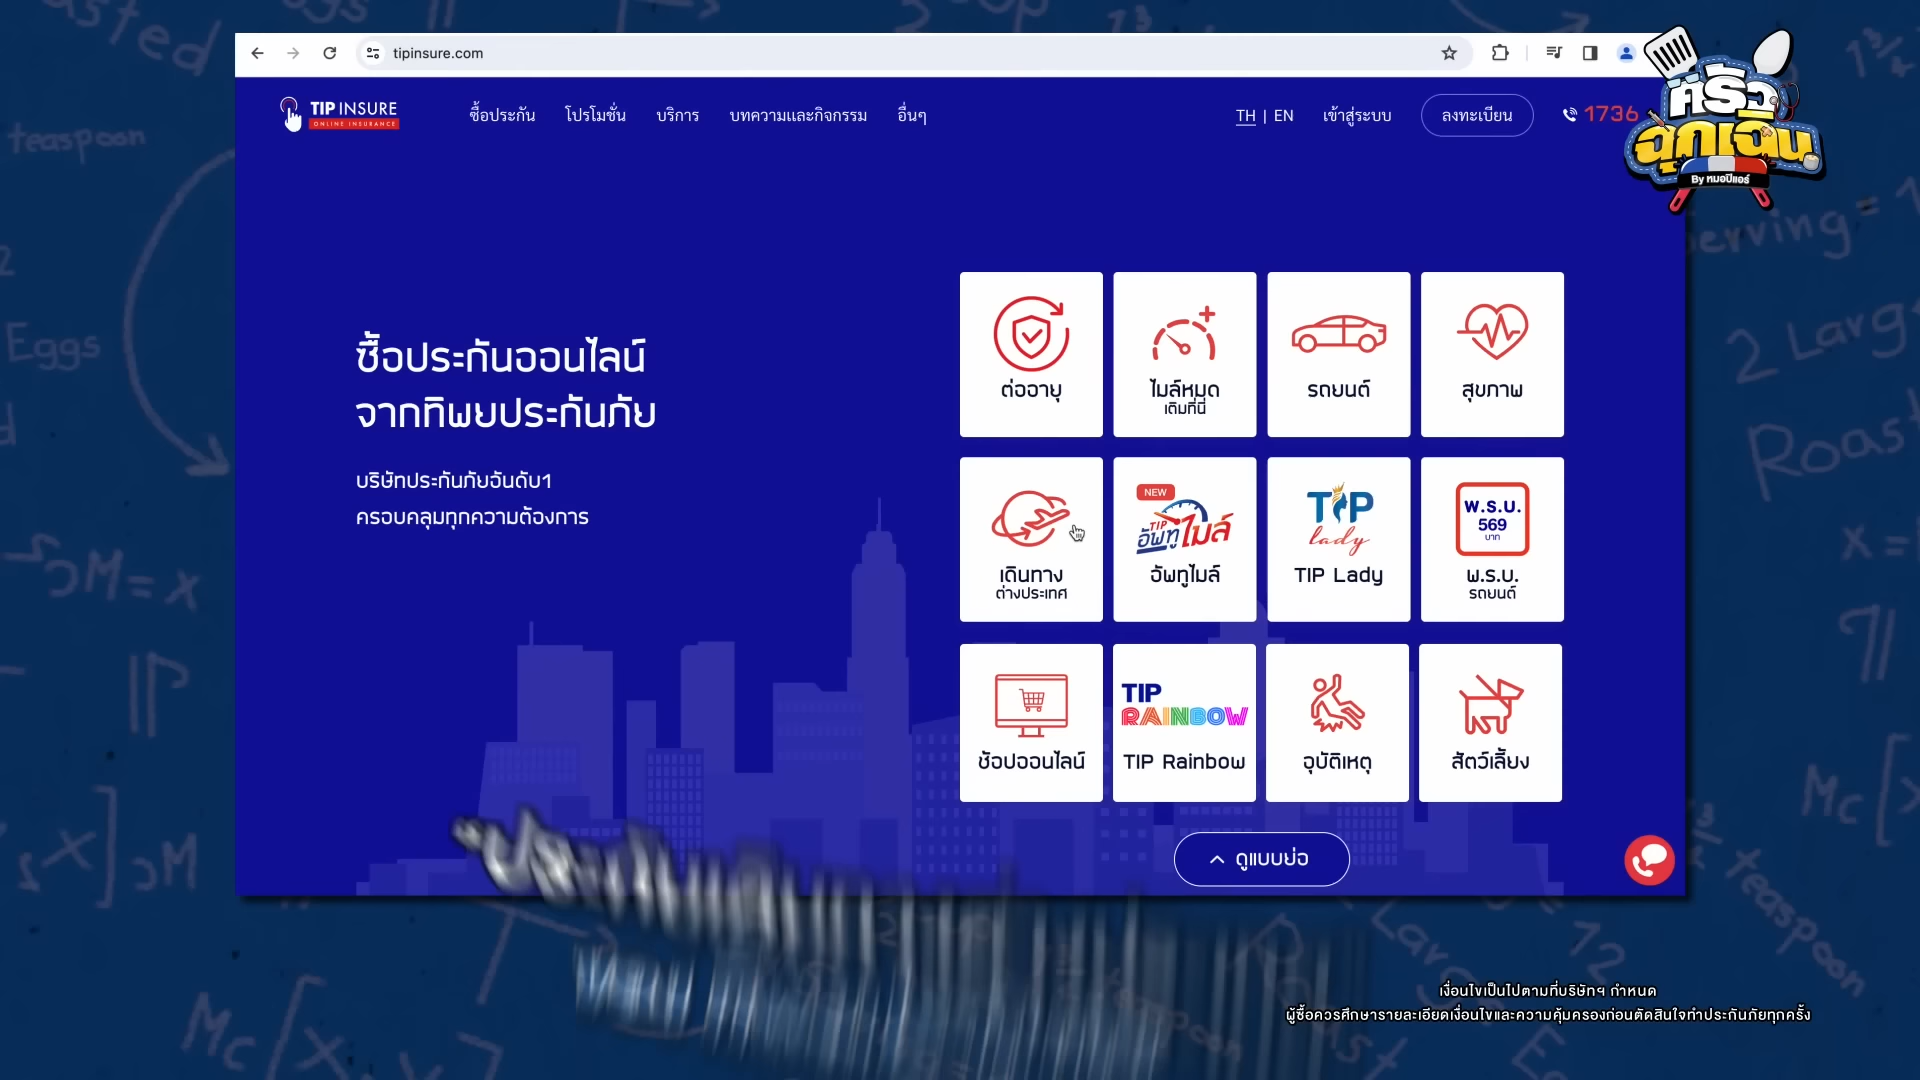 tipinsure.com
TIP INSURE
ONLINE INSURANCE
ซื้อประกัน โปรโมชั่น บริการ บทความและกิจกรรม อื่นๆ
TH | EN เข้าสู่ระบบ ลงทะเบียน 1736
ครัว
ฉุกเฉิน
By หมอปิแอร์
ซื้อประกันออนไลน์
จากทิพยประกันภัย
บริษัทประกันภัยอันดับ1
ครอบคลุมทุกความต้องการ
ต่ออายุ
ไมล์หมด
เติมที่นี่
รถยนต์
สุขภาพ
เดินทาง
ต่างประเทศ
NEW
TIP
อัพทูไมล์
อัพทูไมล์
TIP
lady
TIP Lady
พ.ร.บ.
569
บาท
พ.ร.บ.
รถยนต์
ช้อปออนไลน์
TIP
RAINBOW
TIP Rainbow
อุบัติเหตุ
สัตว์เลี้ยง
ดูแบบย่อ
เงื่อนไขเป็นไปตามที่บริษัทฯ กำหนด
ผู้ซื้อควรศึกษารายละเอียดเงื่อนไขและความคุ้มครองก่อนตัดสินใจทำประกันภัยทุกครั้ง
teaspoon
Eggs
2 Larg
Roast
teaspoon